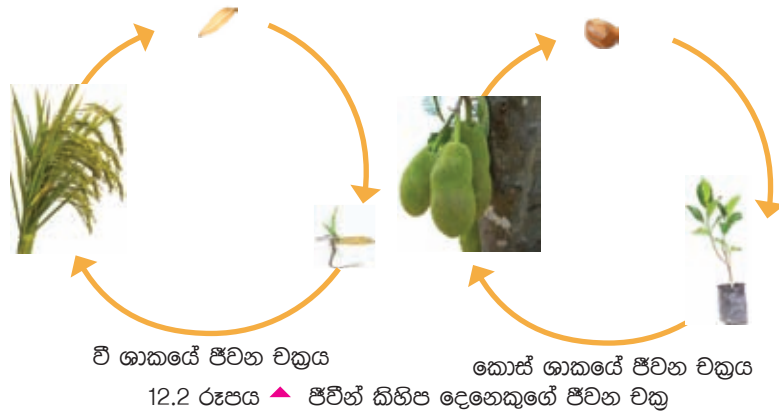 වී ශාකයේ ජීවන චක්‍රය
කොස් ශාකයේ ජීවන චක්‍රය
12.2 රූපය ▲ ජීවීන් කිහිප දෙනෙකුගේ ජීවන චක්‍ර